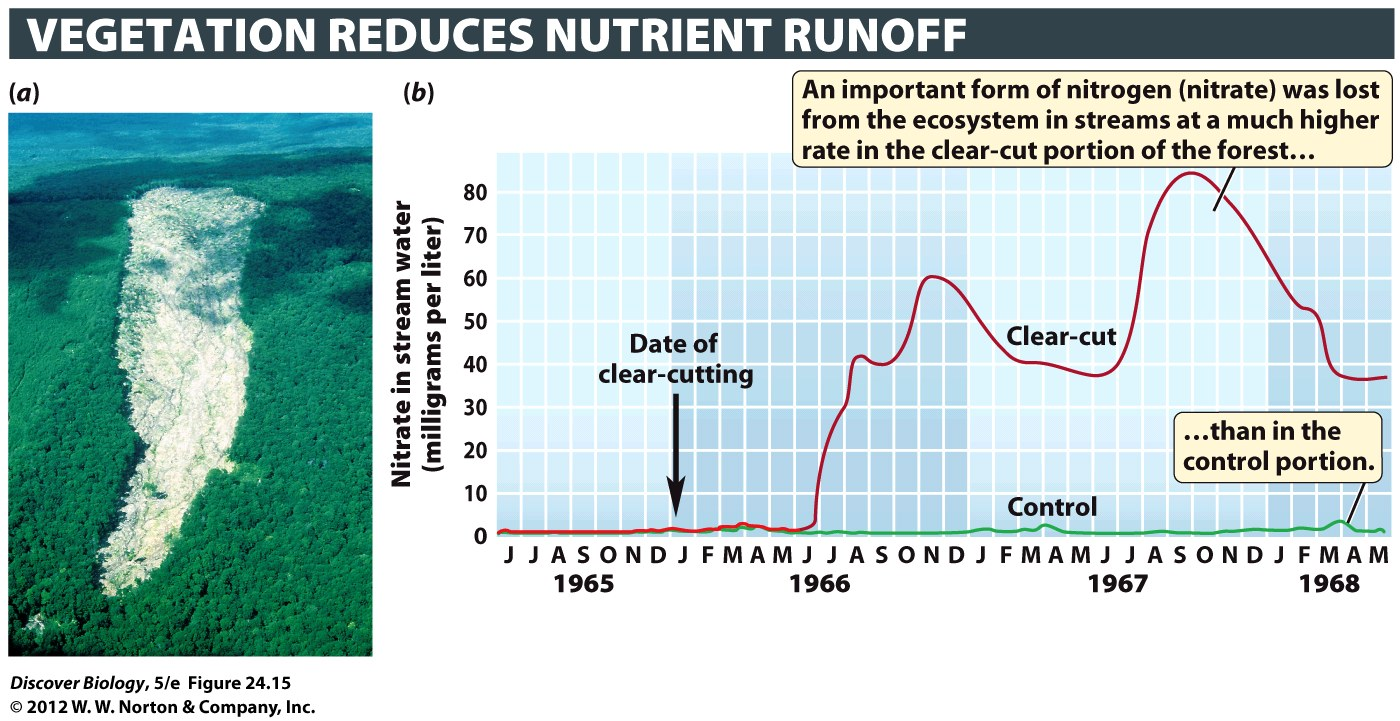 VEGETATION REDUCES NUTRIENT RUNOFF
(a)
(b)
An important form of nitrogen (nitrate) was lost
from the ecosystem in streams at a much higher
rate in the clear-cut portion of the forest…
Nitrate in stream water
(milligrams per liter)
80
70
60
50
40
30
20
10
0
Date of
clear-cutting
Clear-cut
…than in the
control portion.
Control
J J A S O N D J F M A M J J A S O N D J F M A M J J A S O N D J F M A M
1965 1966 1967 1968
Discover Biology, 5/e Figure 24.15
© 2012 W. W. Norton & Company, Inc.